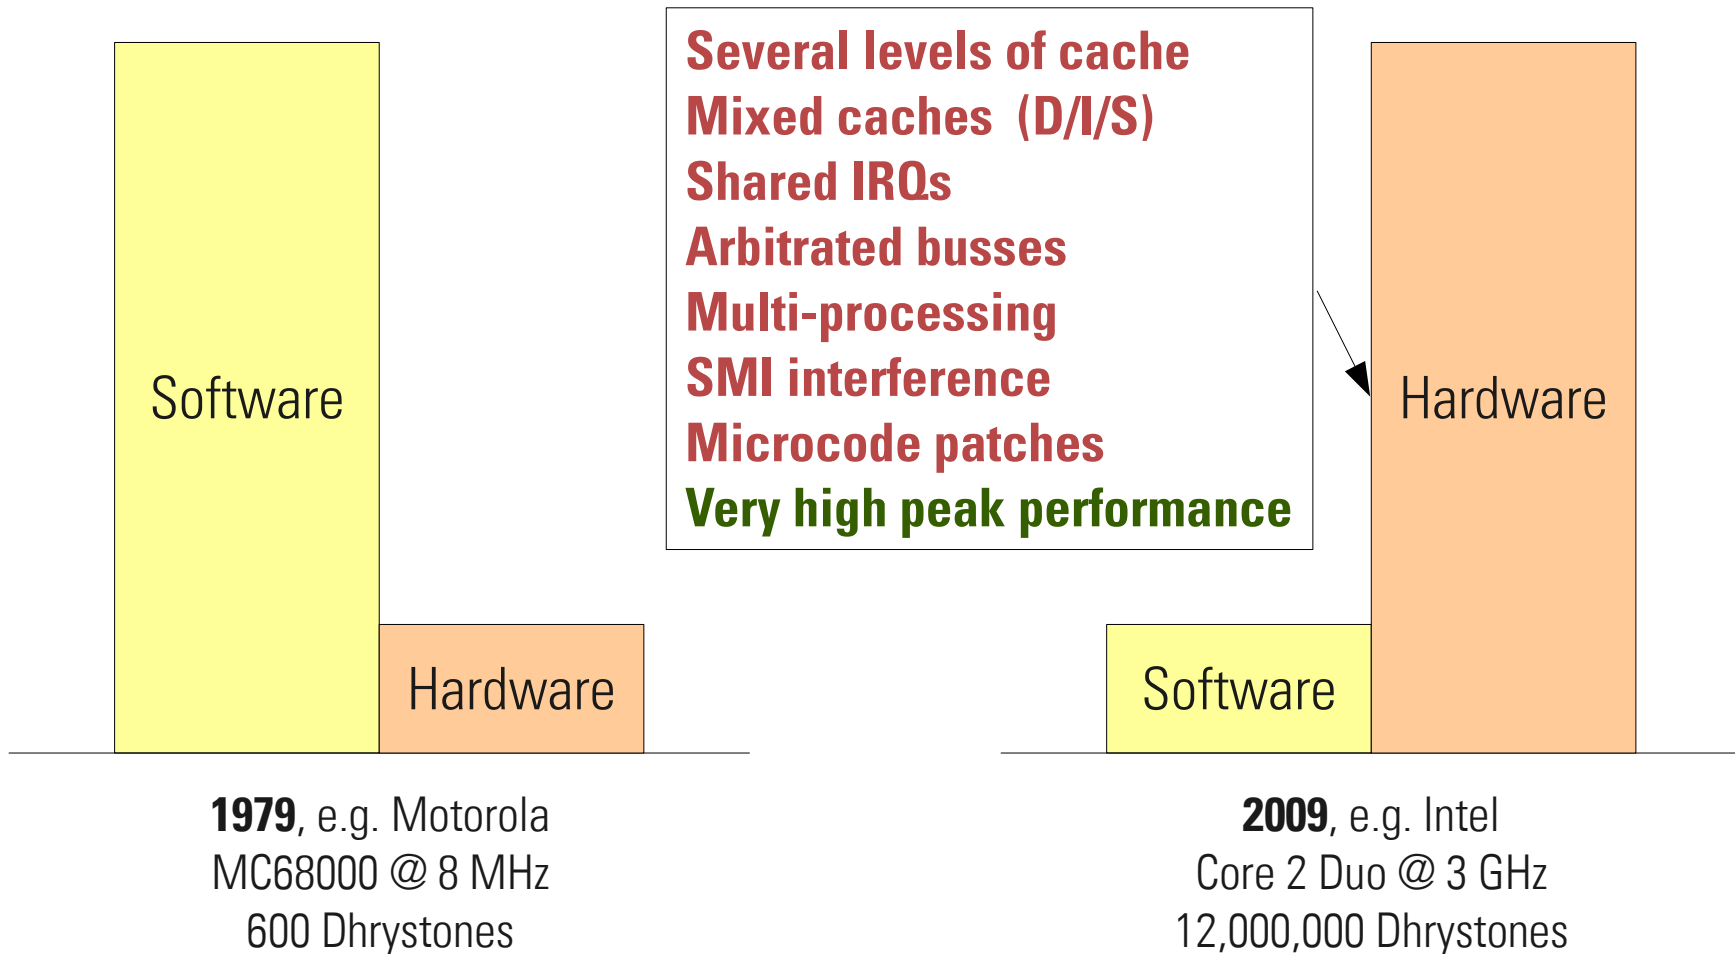 Software
Hardware
1979, e.g. Motorola
MC68000 @ 8 MHz
600 Dhrystones
Several levels of cache
Mixed caches (D/I/S)
Shared IRQs
Arbitrated busses
Multi-processing
SMI interference
Microcode patches
Very high peak performance
Hardware
Software
2009, e.g. Intel
Core 2 Duo @ 3 GHz
12,000,000 Dhrystones